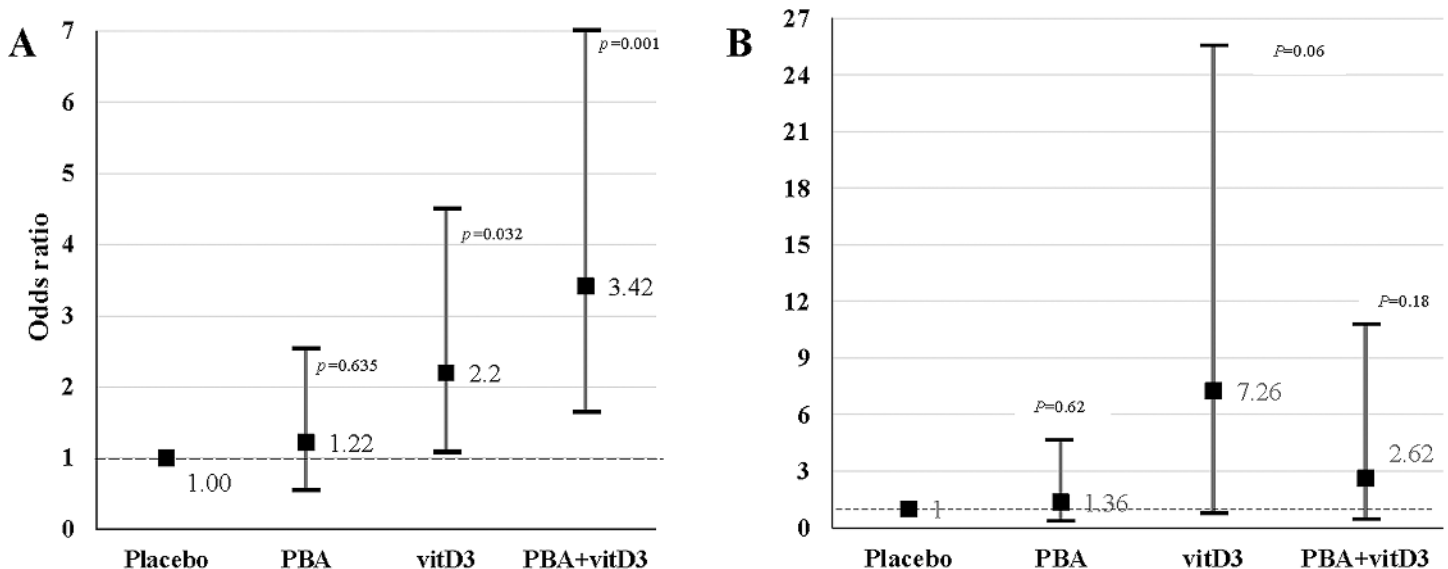 A
Odds ratio
7
6
5
4
3
2
1
0
p=0.001
p=0.032
3.42
p=0.635
2.2
1.22
1.00
Placebo PBA vitD3 PBA+vitD3
B
27
24
21
18
15
12
9
6
3
0
P=0.06
P=0.18
P=0.62
7.26
2.62
1.36
1
Placebo PBA vitD3 PBA+vitD3